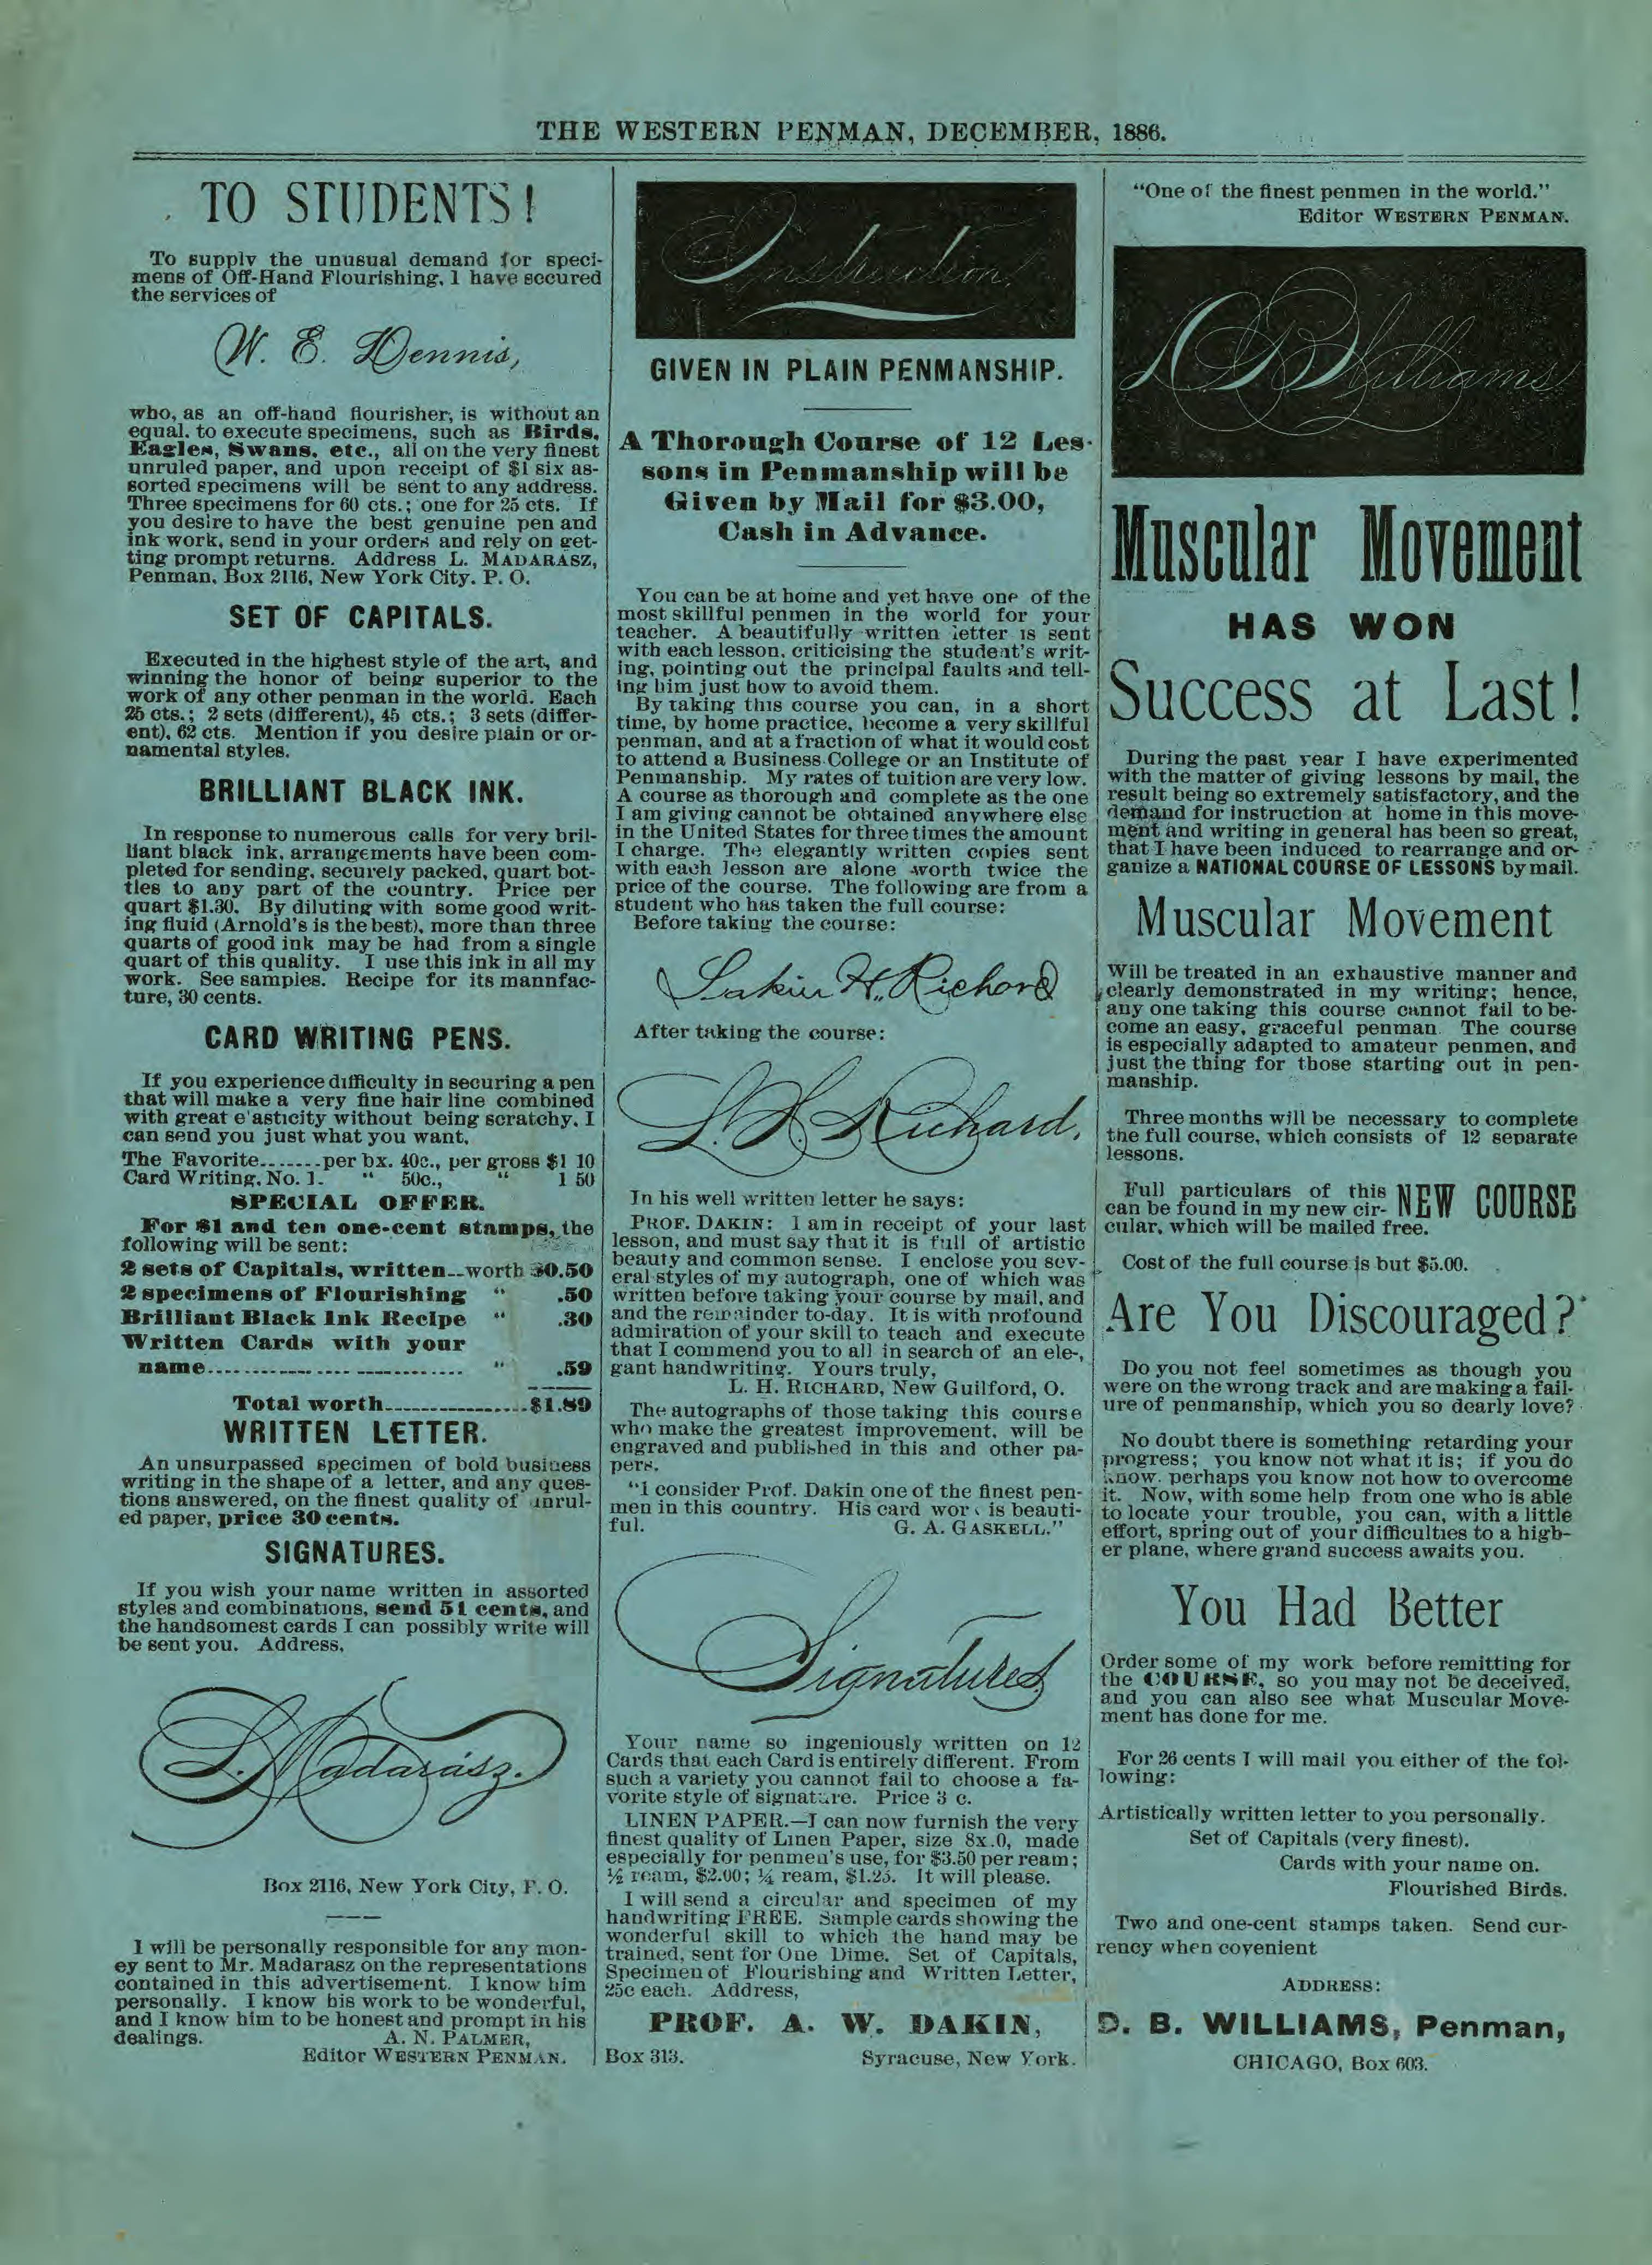 THE WESTERN PENMAN, DECEMBER, 1886.
TO STUDENTS!
To supply the unusual demand for speci-
mens of Off-Hand Flourishing, I have secured
the services of
W. E. Dennis,
who, as an off-hand flourisher, is without an
equal, to execute specimens, such as Birds,
Eagles, Swans, etc., all on the very finest
unruled paper, and upon receipt of $1 six as-
sorted specimens will be sent to any address.
Three specimens for 60 cts.; one for 25 cts. If
you desire to have the best genuine pen and
ink work, send in your orders and rely on get-
ting prompt returns. Address L. MADARASZ,
Penman, Box 2116, New York City. P. O.
SET OF CAPITALS.
Executed in the highest style of the art, and
winning the honor of being superior to the
work of any other penman in the world. Each
25 cts.; 2 sets (different), 45 cts.; 3 sets (differ-
ent), 62 cts. Mention if you desire plain or or-
namental styles.
BRILLIANT BLACK INK.
In response to numerous calls for very bril-
liant black ink, arrangements have been com-
pleted for sending, securely packed, quart bot-
tles to any part of the country. Price per
quart $1.30. By diluting with some good writ-
ing fluid (Arnold's is the best), more than three
quarts of good ink may be had from a single
quart of this quality. I use this ink in all my
work. See samples. Recipe for its mannfac-
ture, 30 cents.
CARD WRITING PENS.
If you experience difficulty in securing a pen
that will make a very fine hair line combined
with great e'asticity without being scratchy, I
can send you just what you want,
The Favorite.......per bx. 40c., per gross $1 10
Card Writing, No. 1. " 50c., " 1 50
SPECIAL OFFER.
For $1 and ten one-cent stamps, the
following will be sent:
2 sets of Capitals, written--worth $0.50
2 specimens of Flourishing " .50
Brilliant Black Ink Recipe " .30
Written Cards with your
name........................... " .59
Total worth................$1.89
WRITTEN LETTER.
An unsurpassed specimen of bold business
writing in the shape of a letter, and any ques-
tions answered, on the finest quality of unrul-
ed paper, price 30 cents.
SIGNATURES.
If you wish your name written in assorted
styles and combinations, send 51 cents, and
the handsomest cards I can possibly write will
be sent you. Address,
L. Madarász.
Box 2116, New York City, P. O.
I will be personally responsible for any mon-
ey sent to Mr. Madarasz on the representations
contained in this advertisement. I know him
personally. I know his work to be wonderful,
and I know him to be honest and prompt in his
dealings. A. N. PALMER,
Editor WESTERN PENMAN.
Instruction
GIVEN IN PLAIN PENMANSHIP.
A Thorough Course of 12 Les-
sons in Penmanship will be
Given by Mail for $3.00,
Cash in Advance.
You can be at home and yet have one of the
most skillful penmen in the world for your
teacher. A beautifully written letter is sent
with each lesson, criticising the student's writ-
ing, pointing out the principal faults and tell-
ing him just how to avoid them.
By taking this course you can, in a short
time, by home practice, become a very skillful
penman, and at a fraction of what it would cost
to attend a Business College or an Institute of
Penmanship. My rates of tuition are very low.
A course as thorough and complete as the one
I am giving cannot be obtained anywhere else
in the United States for three times the amount
I charge. The elegantly written copies sent
with each lesson are alone worth twice the
price of the course. The following are from a
student who has taken the full course:
Before taking the course:
Lakin H. Richard
After taking the course:
L. H. Richard,
In his well written letter he says:
PROF. DAKIN: I am in receipt of your last
lesson, and must say that it is full of artistic
beauty and common sense. I enclose you sev-
eral styles of my autograph, one of which was
written before taking your course by mail, and
and the remainder to-day. It is with profound
admiration of your skill to teach and execute
that I commend you to all in search of an ele-,
gant handwriting. Yours truly,
L. H. RICHARD, New Guilford, O.
The autographs of those taking this course
who make the greatest improvement, will be
engraved and published in this and other pa-
pers.
"I consider Prof. Dakin one of the finest pen-
men in this country. His card work is beauti-
ful. G. A. GASKELL."
Signatures
Your name so ingeniously written on 12
Cards that each Card is entirely different. From
such a variety you cannot fail to choose a fa-
vorite style of signature. Price 3 c.
LINEN PAPER.—I can now furnish the very
finest quality of Linen Paper, size 8x.0, made
especially for penmen's use, for $3.50 per ream;
½ ream, $2.00; ¼ ream, $1.25. It will please.
I will send a circular and specimen of my
handwriting FREE. Sample cards showing the
wonderful skill to which the hand may be
trained, sent for One Dime. Set of Capitals,
Specimen of Flourishing and Written Letter,
25c each. Address,
PROF. A. W. DAKIN,
Box 313. Syracuse, New York.
"One of the finest penmen in the world."
Editor WESTERN PENMAN.
D B Williams
Muscular Movement
HAS WON
Success at Last!
During the past year I have experimented
with the matter of giving lessons by mail, the
result being so extremely satisfactory, and the
demand for instruction at home in this move-
ment and writing in general has been so great,
that I have been induced to rearrange and or-
ganize a NATIONAL COURSE OF LESSONS by mail.
Muscular Movement
Will be treated in an exhaustive manner and
clearly demonstrated in my writing; hence,
any one taking this course cannot fail to be-
come an easy, graceful penman. The course
is especially adapted to amateur penmen, and
just the thing for those starting out in pen-
manship.
Three months will be necessary to complete
the full course, which consists of 12 separate
lessons.
Full particulars of this NEW COURSE
can be found in my new cir-
cular, which will be mailed free.
Cost of the full course is but $5.00.
Are You Discouraged?
Do you not feel sometimes as though you
were on the wrong track and are making a fail-
ure of penmanship, which you so dearly love?
No doubt there is something retarding your
progress; you know not what it is; if you do
know, perhaps you know not how to overcome
it. Now, with some help from one who is able
to locate your trouble, you can, with a little
effort, spring out of your difficulties to a high-
er plane, where grand success awaits you.
You Had Better
Order some of my work before remitting for
the COURSE, so you may not be deceived,
and you can also see what Muscular Move-
ment has done for me.
For 26 cents I will mail you either of the fol-
lowing:
Artistically written letter to you personally.
Set of Capitals (very finest).
Cards with your name on.
Flourished Birds.
Two and one-cent stamps taken. Send cur-
rency when covenient
ADDRESS:
D. B. WILLIAMS, Penman,
CHICAGO, Box 603.